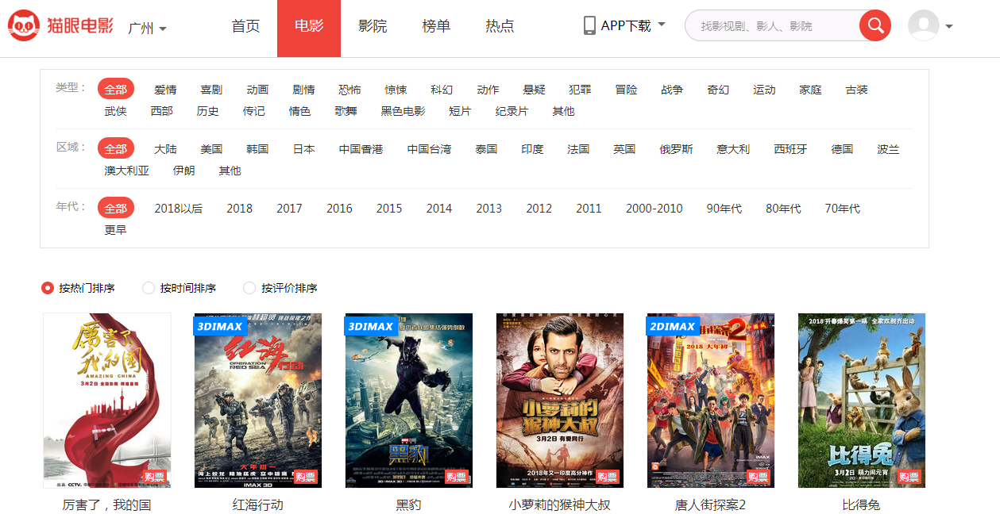 猫眼电影 广州 首页 电影 影院 榜单 热点 APP下载 找影视剧、影人、影院
类型： 全部 爱情 喜剧 动画 剧情 恐怖 惊悚 科幻 动作 悬疑 犯罪 冒险 战争 奇幻 运动 家庭 古装
武侠 西部 历史 传记 情色 歌舞 黑色电影 短片 纪录片 其他
区域： 全部 大陆 美国 韩国 日本 中国香港 中国台湾 泰国 印度 法国 英国 俄罗斯 意大利 西班牙 德国 波兰
澳大利亚 伊朗 其他
年代： 全部 2018以后 2018 2017 2016 2015 2014 2013 2012 2011 2000-2010 90年代 80年代 70年代
更早
按热门排序 按时间排序 按评价排序
厲害了
我的国
AMAZING CHINA
3月2日
购票
厉害了，我的国
3DIMAX
红海行动
OPERATION
RED SEA
大年初一
IMAX 3D
购票
红海行动
3DIMAX
黑豹
购票
黑豹
小萝莉的
猴神大叔
3月2日 有爱同行
2018年又一印度高分神作
购票
小萝莉的猴神大叔
2DIMAX
2018 大年初一
IMAX
购票
唐人街探案2
2018 开春爆笑第一萌 全家欢脱齐出动
比得兔
3月2日 萌力闹元宵
购票
比得兔